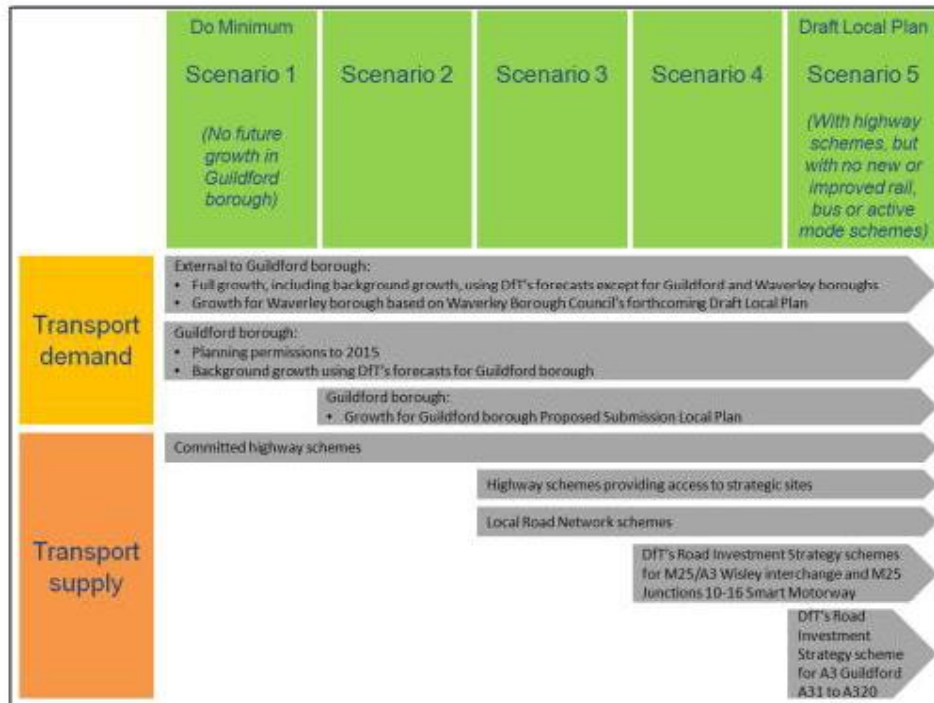 Do Minimum
Scenario 1
(No future
growth in
Guildford
borough)
Scenario 2
Scenario 3
Scenario 4
Draft Local Plan
Scenario 5
(With highway
schemes, but
with no new or
improved rail,
bus or active
mode schemes)
Transport
demand
External to Guildford borough:
• Full growth, including background growth, using DfT's forecasts except for Guildford and Waverley boroughs
• Growth for Waverley borough based on Waverley Borough Council's forthcoming Draft Local Plan
Guildford borough:
• Planning permissions to 2015
• Background growth using DfT's forecasts for Guildford borough
Guildford borough:
• Growth for Guildford borough Proposed Submission Local Plan
Transport
supply
Committed highway schemes
Highway schemes providing access to strategic sites
Local Road Network schemes
DfT's Road Investment Strategy schemes
for M25/A3 Wisley interchange and M25
Junctions 10-16 Smart Motorway
DfT's Road
Investment
Strategy scheme
for A3 Guildford
A31 to A320